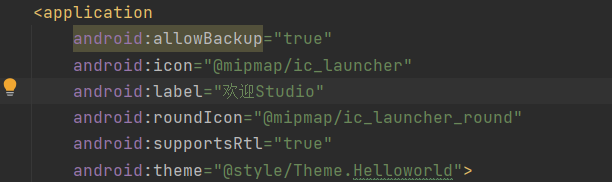 <application
android:allowBackup="true"
android:icon="@mipmap/ic_launcher"
android:label="欢迎Studio"
android:roundIcon="@mipmap/ic_launcher_round"
android:supportsRtl="true"
android:theme="@style/Theme.Helloworld">